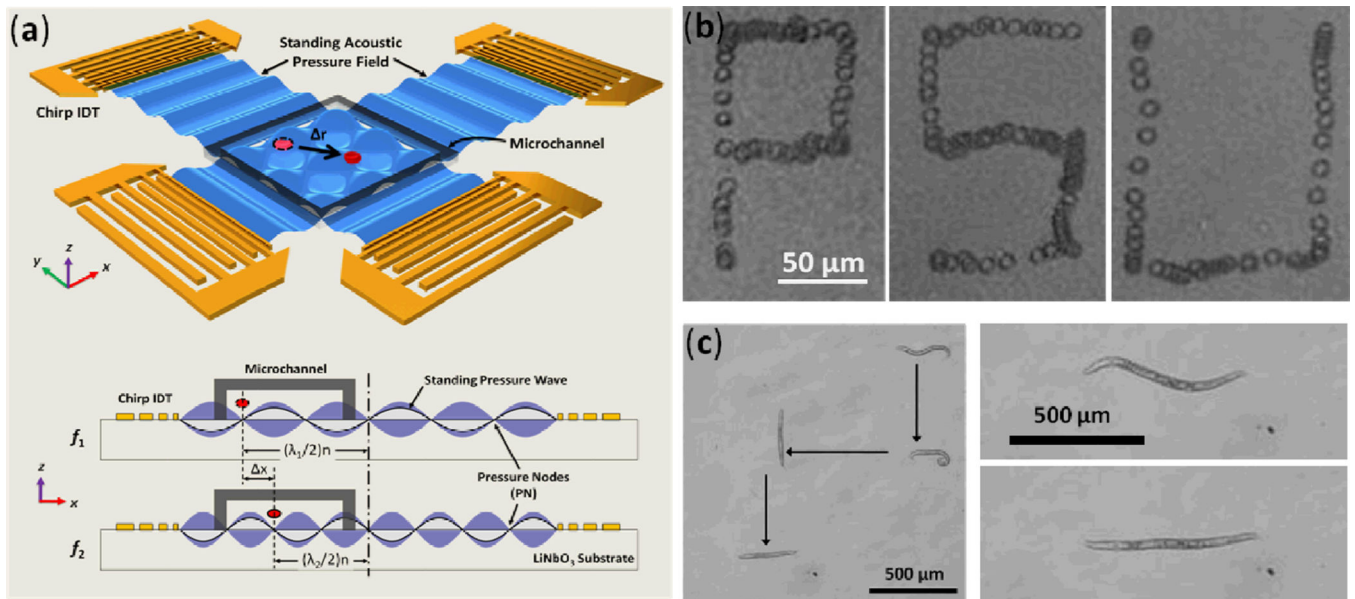 (a)
Standing Acoustic
Pressure Field
Chirp IDT
Δr
Microchannel
z
y
x
Microchannel
Chirp IDT
Standing Pressure Wave
f₁
(λ₁/2)n
Δx
Pressure Nodes
(PN)
z
x
f₂
(λ₂/2)n
LiNbO₃ Substrate
(b)
50 μm
(c)
500 μm
500 μm